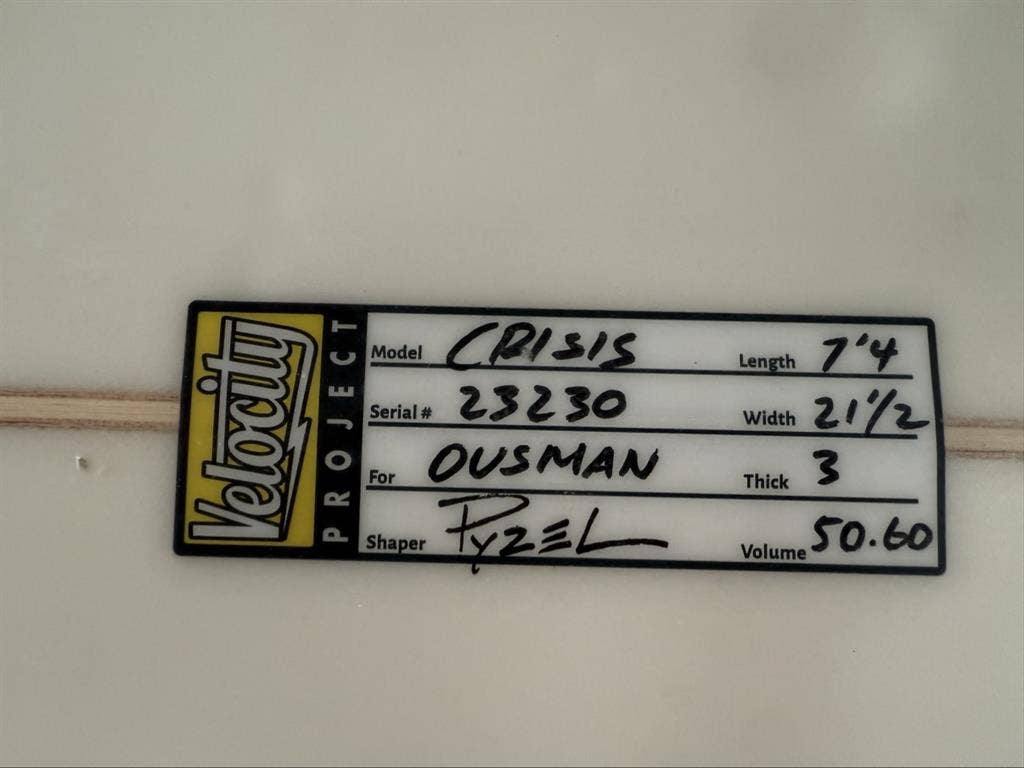 Velocity
PROJECT
Model CRISIS Length 7'4
Serial # 23230 Width 21 1/2
For OUSMAN Thick 3
Shaper PYZEL Volume 50.60